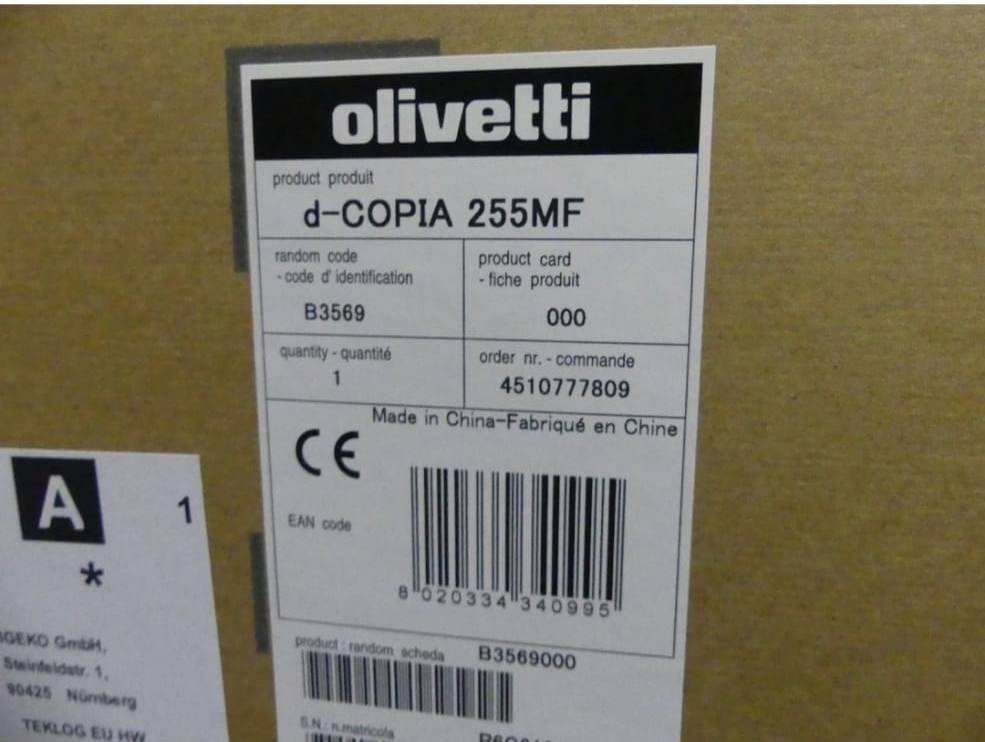 olivetti
product produit
d-COPIA 255MF
random code
- code d' identification
B3569
product card
- fiche produit
000
quantity - quantité
1
order nr. - commande
4510777809
Made in China-Fabriqué en Chine
CE
EAN code
8 020334 340995
product : random scheda B3569000
S.N.: n.matricola
A
1
*
GmbH,
Steinfeldstr. 1,
90425 Nürnberg
TEKLOG EU HW